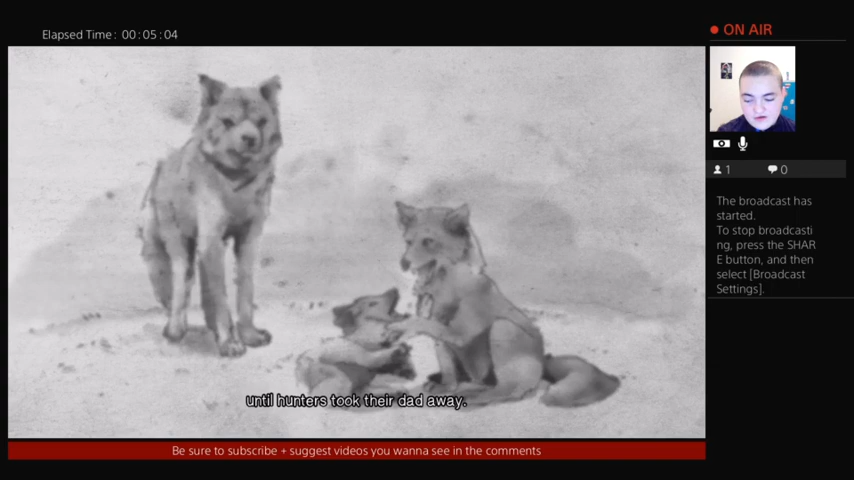 Elapsed Time: 00:05:04
ON AIR
1
0
The broadcast has
started.
To stop broadcasti
ng, press the SHAR
E button, and then
select [Broadcast
Settings].
until hunters took their dad away.
Be sure to subscribe + suggest videos you wanna see in the comments